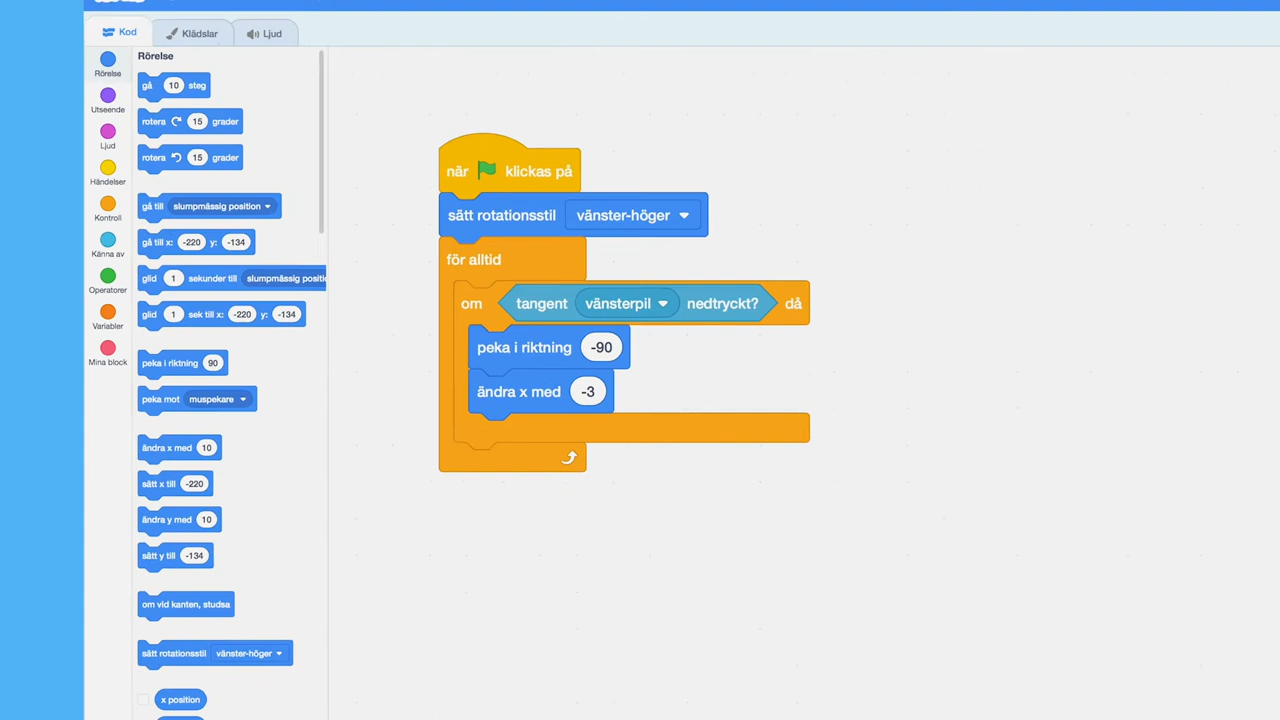 Kod
Klädslar
Ljud
Rörelse
Utseende
Ljud
Händelser
Kontroll
Känna av
Operatorer
Variabler
Mina block
Rörelse
gå 10 steg
rotera 15 grader
rotera 15 grader
gå till slumpmässig position
gå till x: -220 y: -134
glid 1 sekunder till slumpmässig
glid 1 sek till x: -220 y: -134
peka i riktning 90
peka mot muspekare
ändra x med 10
sätt x till -220
ändra y med 10
sätt y till -134
om vid kanten, studsa
sätt rotationsstil vänster-höger
x position
när klickas på
sätt rotationsstil vänster-höger
för alltid
om tangent vänsterpil nedtryckt? då
peka i riktning -90
ändra x med -3